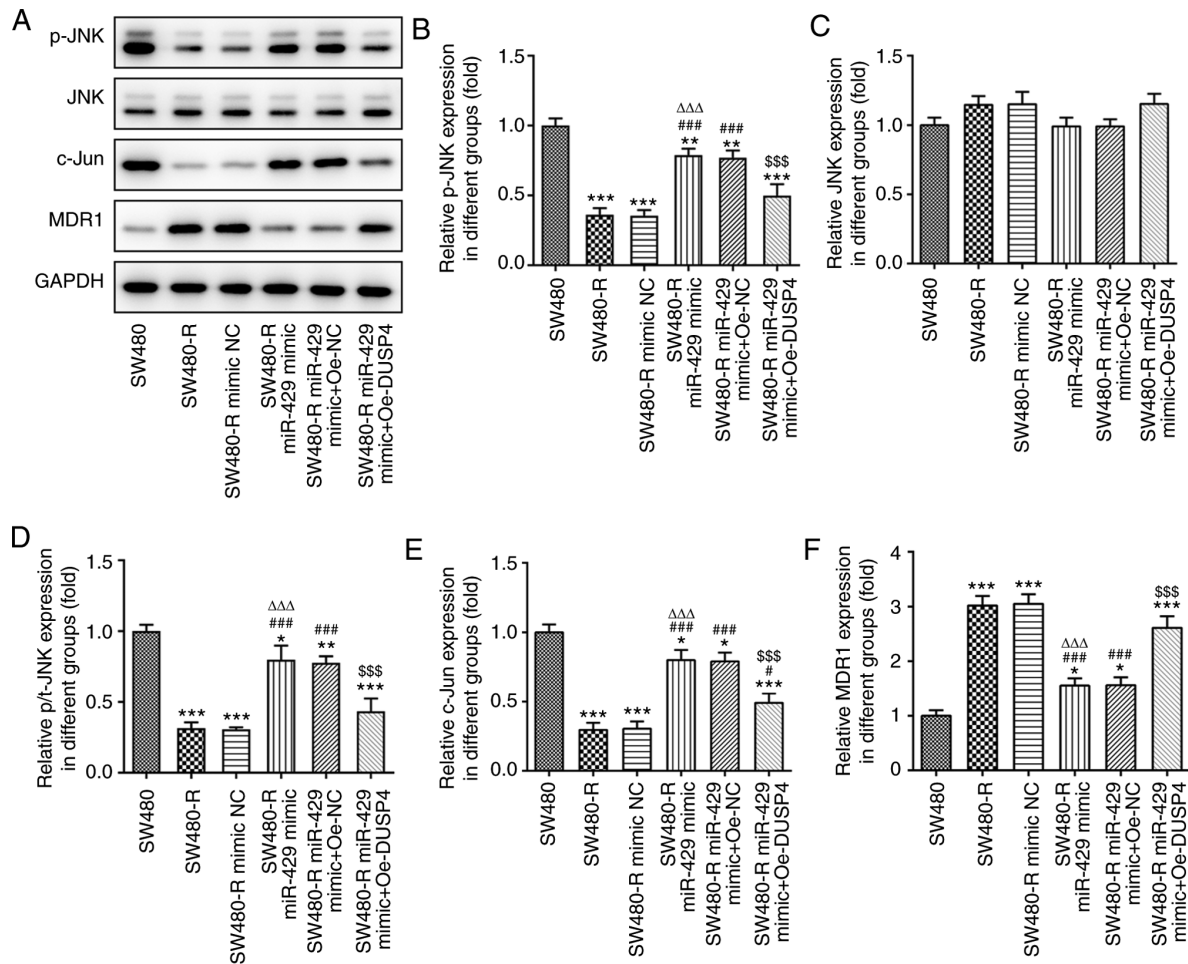 A
p-JNK
JNK
c-Jun
MDR1
GAPDH
SW480
SW480-R
SW480-R mimic NC
SW480-R
miR-429 mimic
SW480-R miR-429
mimic+Oe-NC
SW480-R miR-429
mimic+Oe-DUSP4
B
Relative p-JNK expression
in different groups (fold)
1.5
1.0
0.5
0.0
***
***
ΔΔΔ
###
**
###
**
$$$
***
SW480
SW480-R
SW480-R mimic NC
SW480-R
miR-429 mimic
SW480-R miR-429
mimic+Oe-NC
SW480-R miR-429
mimic+Oe-DUSP4
C
Relative JNK expression
in different groups (fold)
1.5
1.0
0.5
0.0
SW480
SW480-R
SW480-R mimic NC
SW480-R
miR-429 mimic
SW480-R miR-429
mimic+Oe-NC
SW480-R miR-429
mimic+Oe-DUSP4
D
Relative p/t-JNK expression
in different groups (fold)
1.5
1.0
0.5
0.0
***
***
ΔΔΔ
###
*
###
**
$$$
***
SW480
SW480-R
SW480-R mimic NC
SW480-R
miR-429 mimic
SW480-R miR-429
mimic+Oe-NC
SW480-R miR-429
mimic+Oe-DUSP4
E
Relative c-Jun expression
in different groups (fold)
1.5
1.0
0.5
0.0
***
***
ΔΔΔ
###
*
###
*
$$$
#
***
SW480
SW480-R
SW480-R mimic NC
SW480-R
miR-429 mimic
SW480-R miR-429
mimic+Oe-NC
SW480-R miR-429
mimic+Oe-DUSP4
F
Relative MDR1 expression
in different groups (fold)
4
3
2
1
0
***
***
ΔΔΔ
###
*
###
*
$$$
***
SW480
SW480-R
SW480-R mimic NC
SW480-R
miR-429 mimic
SW480-R miR-429
mimic+Oe-NC
SW480-R miR-429
mimic+Oe-DUSP4